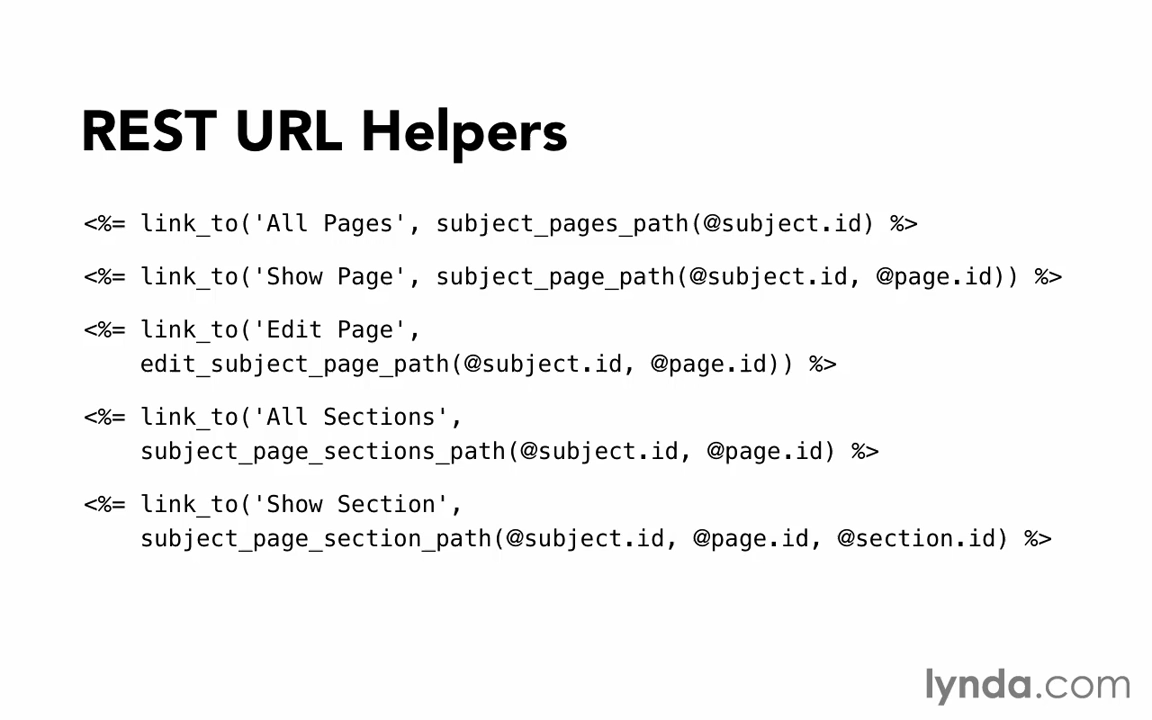 REST URL Helpers
<%= link_to('All Pages', subject_pages_path(@subject.id) %>
<%= link_to('Show Page', subject_page_path(@subject.id, @page.id)) %>
<%= link_to('Edit Page',
edit_subject_page_path(@subject.id, @page.id)) %>
<%= link_to('All Sections',
subject_page_sections_path(@subject.id, @page.id) %>
<%= link_to('Show Section',
subject_page_section_path(@subject.id, @page.id, @section.id) %>
lynda.com